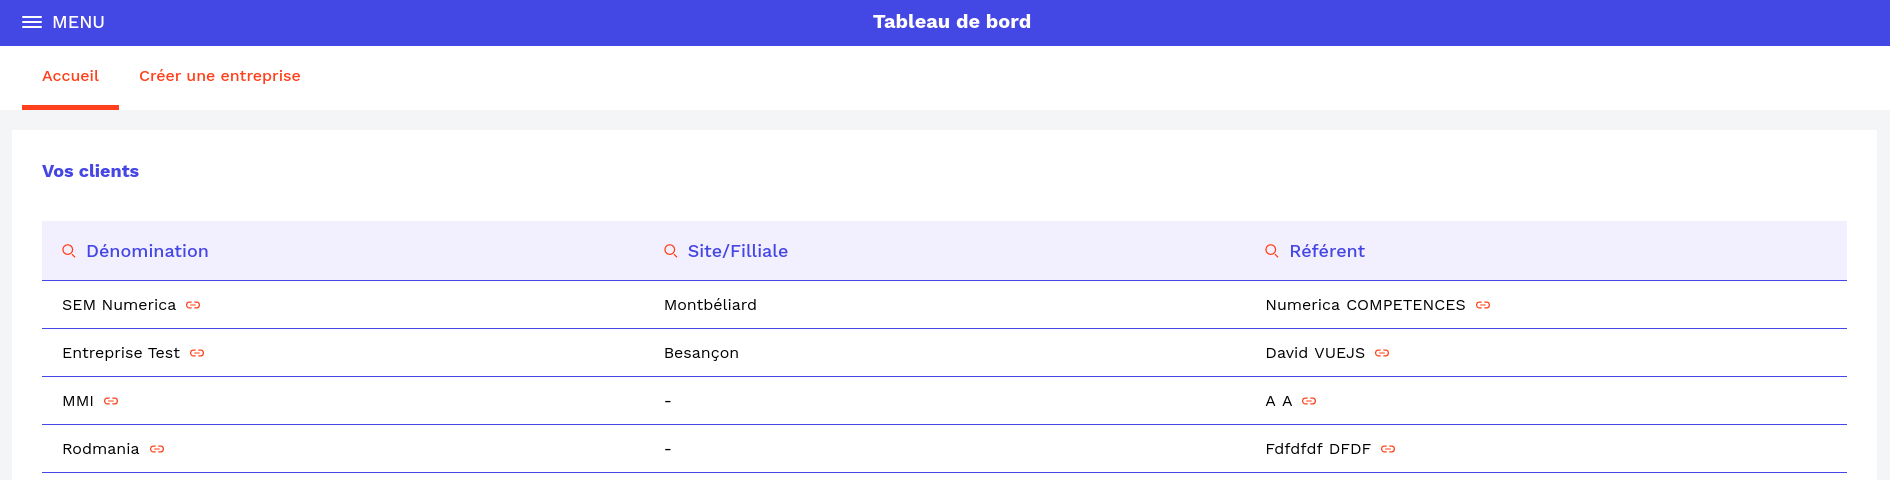 MENU Tableau de bord
Accueil Créer une entreprise
Vos clients
Dénomination Site/Filliale Référent
SEM Numerica Montbéliard Numerica COMPETENCES
Entreprise Test Besançon David VUEJS
MMI - A A
Rodmania - Fdfdfdf DFDF